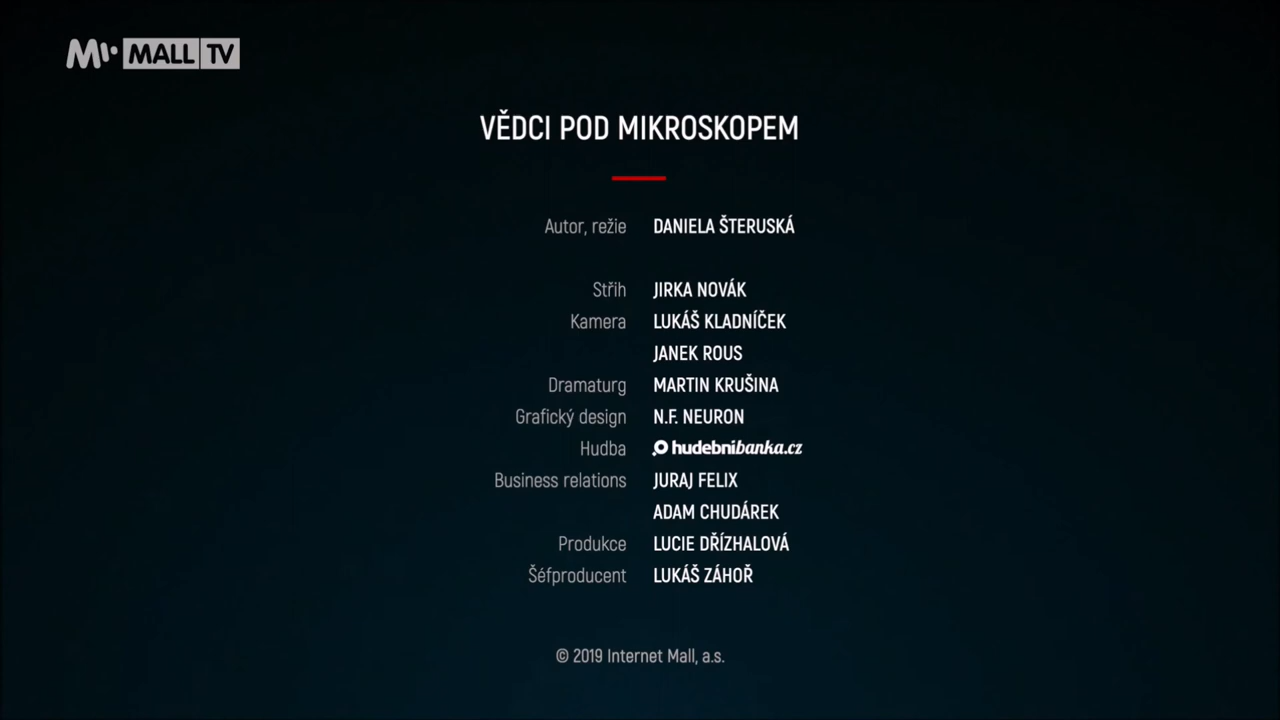 MALL TV
VĚDCI POD MIKROSKOPEM
Autor, režie DANIELA ŠTERUSKÁ
Střih JIRKA NOVÁK
Kamera LUKÁŠ KLADNÍČEK
JANEK ROUS
Dramaturg MARTIN KRUŠINA
Grafický design N.F. NEURON
Hudba hudebnibanka.cz
Business relations JURAJ FELIX
ADAM CHUDÁREK
Produkce LUCIE DŘÍZHALOVÁ
Šéfproducent LUKÁŠ ZÁHOŘ
© 2019 Internet Mall, a.s.